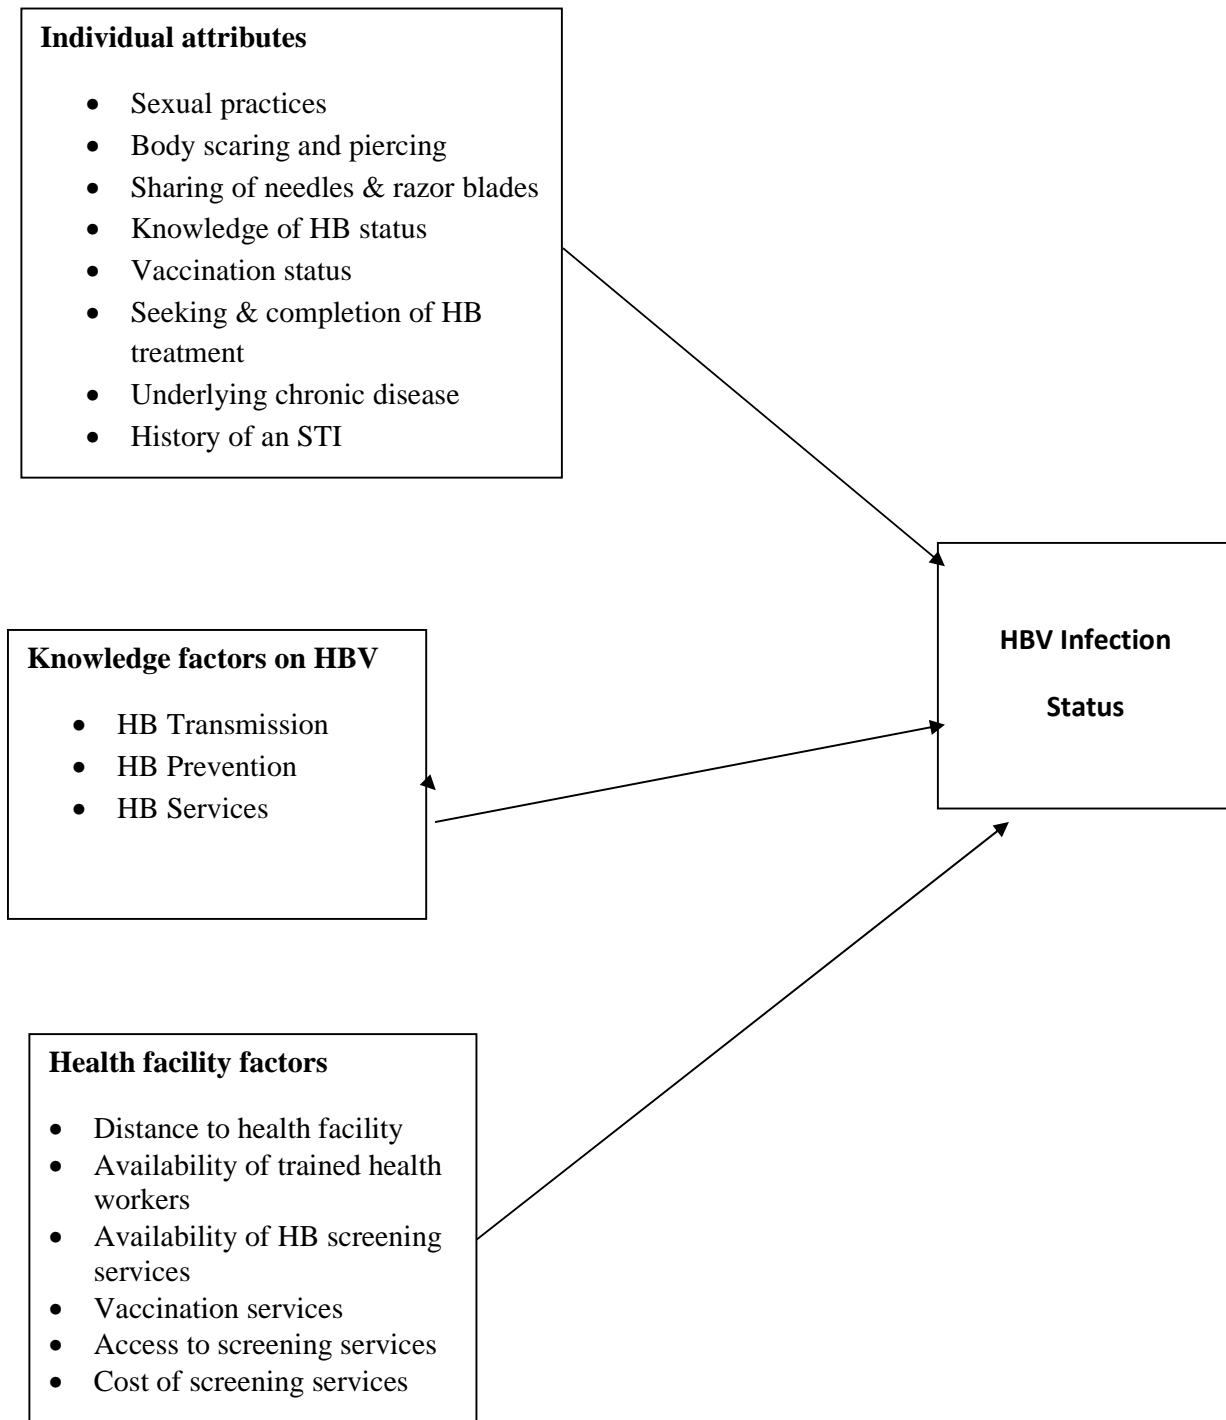 Individual attributes
• Sexual practices
• Body scaring and piercing
• Sharing of needles & razor blades
• Knowledge of HB status
• Vaccination status
• Seeking & completion of HB
treatment
• Underlying chronic disease
• History of an STI
HBV Infection
Status
Knowledge factors on HBV
• HB Transmission
• HB Prevention
• HB Services
Health facility factors
• Distance to health facility
• Availability of trained health
workers
• Availability of HB screening
services
• Vaccination services
• Access to screening services
• Cost of screening services